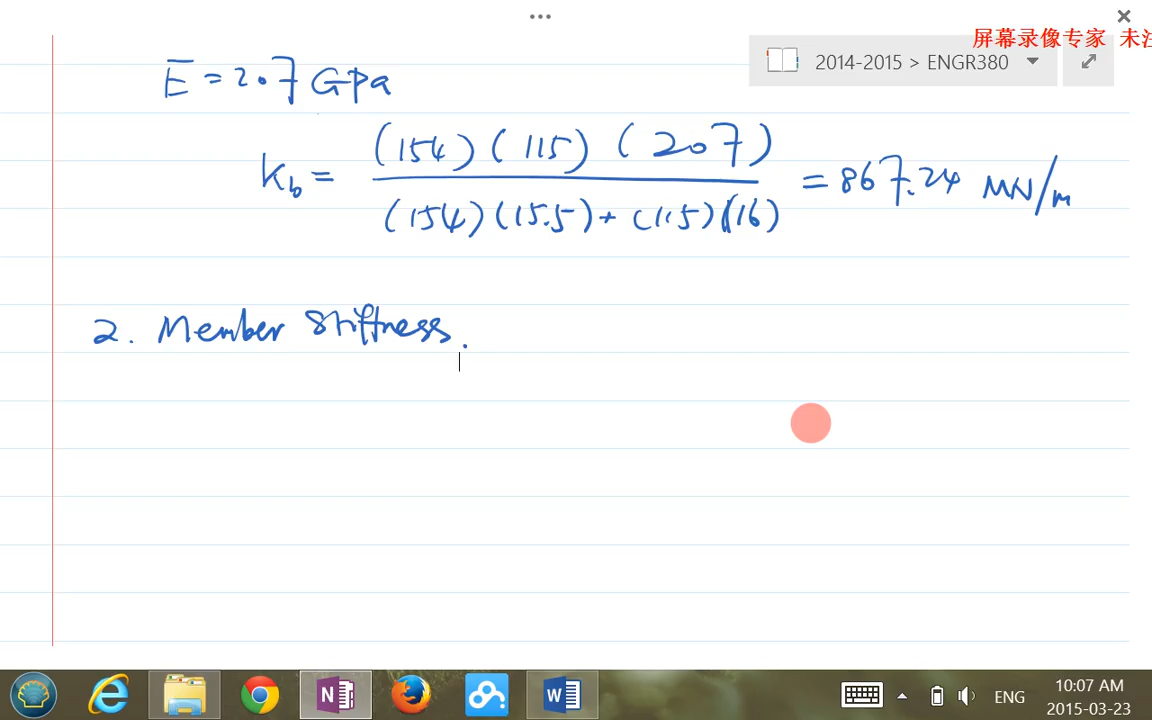 •••
屏幕录像专家 未注
2014-2015 > ENGR380
E = 207 Gpa
(154) (115) (207)
Kb = = 867.24 MN/m
(154)(15.5)+(115)(16)
2. Member Stiffness.
ENG
10:07 AM
2015-03-23